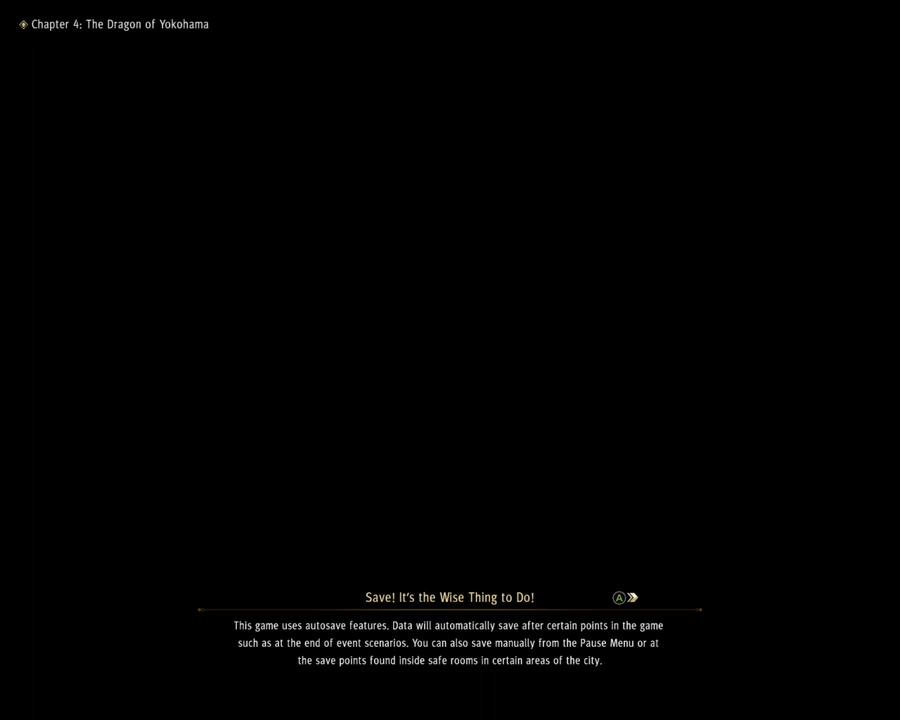 Chapter 4: The Dragon of Yokohama
Save! It's the Wise Thing to Do!
A
This game uses autosave features. Data will automatically save after certain points in the game
such as at the end of event scenarios. You can also save manually from the Pause Menu or at
the save points found inside safe rooms in certain areas of the city.